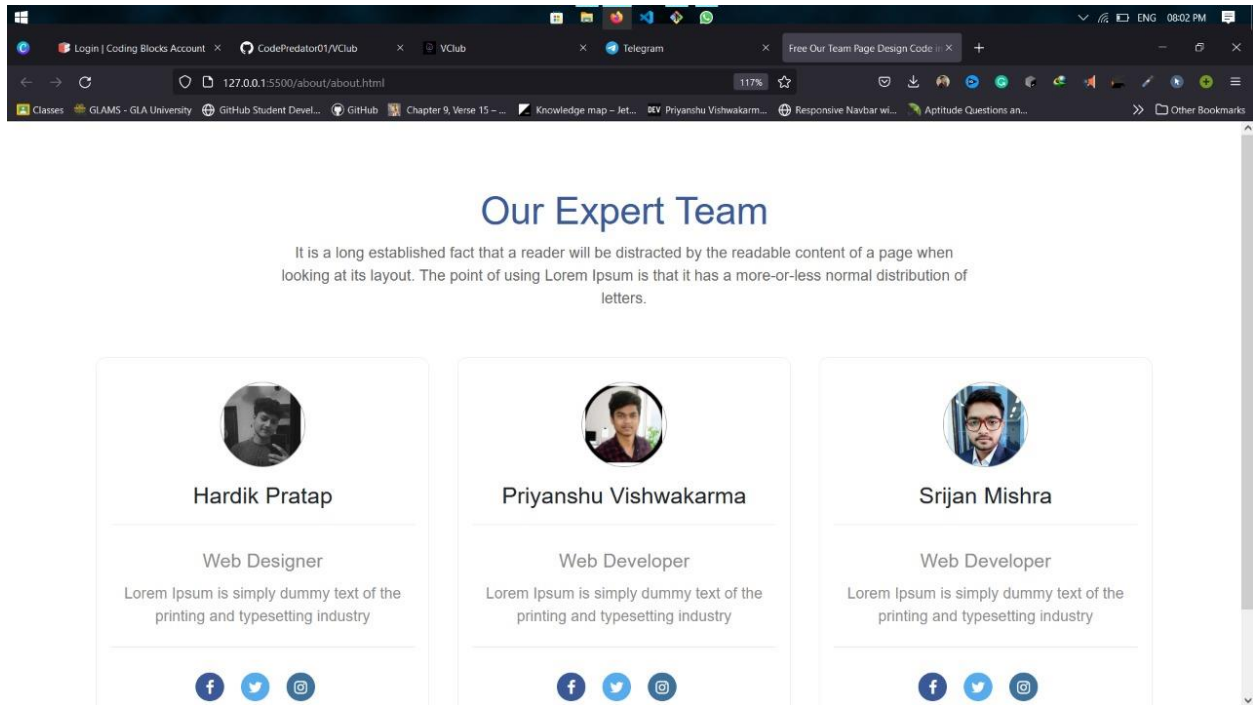 ENG 08:02 PM
Login | Coding Blocks Account
CodePredator01/VClub
VClub
Telegram
Free Our Team Page Design Code in
127.0.0.1:5500/about/about.html
117%
Classes
GLAMS - GLA University
GitHub Student Devel...
GitHub
Chapter 9, Verse 15 – ...
Knowledge map – Jet...
DEV Priyanshu Vishwakarm...
Responsive Navbar wi...
Aptitude Questions an...
Other Bookmarks
Our Expert Team
It is a long established fact that a reader will be distracted by the readable content of a page when
looking at its layout. The point of using Lorem Ipsum is that it has a more-or-less normal distribution of
letters.
Hardik Pratap
Web Designer
Lorem Ipsum is simply dummy text of the
printing and typesetting industry
Priyanshu Vishwakarma
Web Developer
Lorem Ipsum is simply dummy text of the
printing and typesetting industry
Srijan Mishra
Web Developer
Lorem Ipsum is simply dummy text of the
printing and typesetting industry